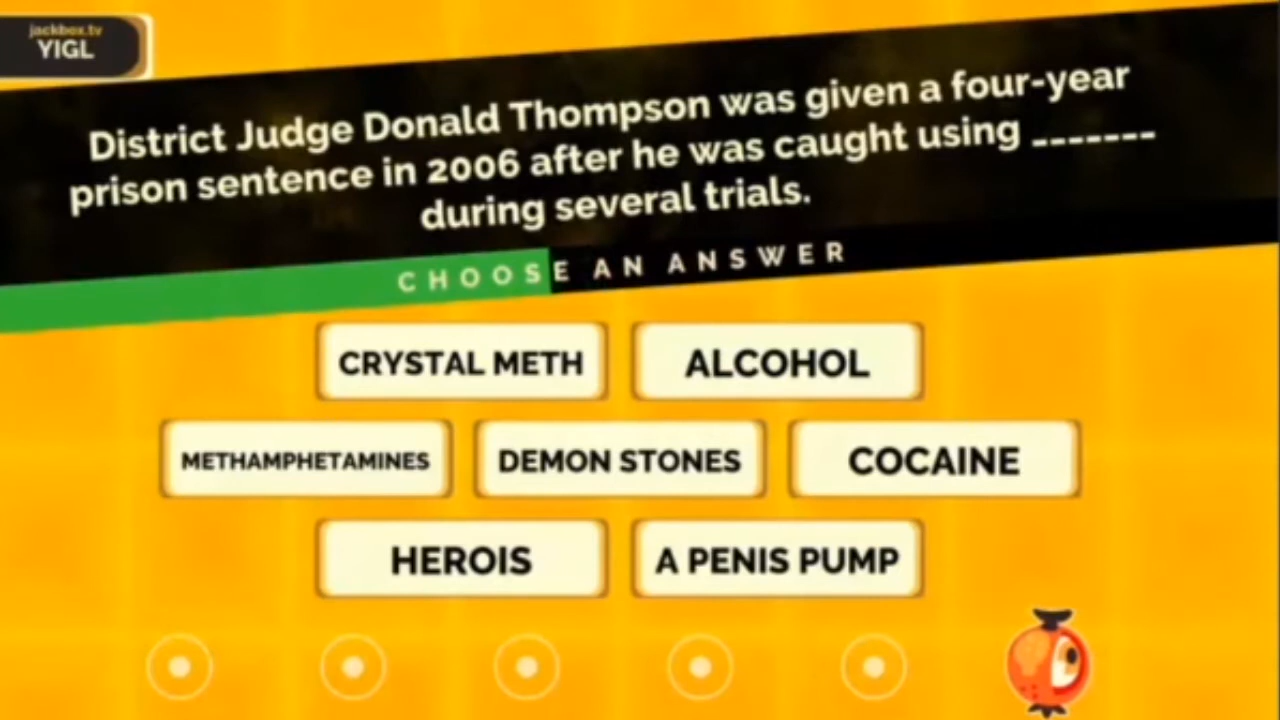 jackbox.tv
YIGL
District Judge Donald Thompson was given a four-year
prison sentence in 2006 after he was caught using _______
during several trials.
CHOOSE AN ANSWER
CRYSTAL METH
ALCOHOL
METHAMPHETAMINES
DEMON STONES
COCAINE
HEROIS
A PENIS PUMP